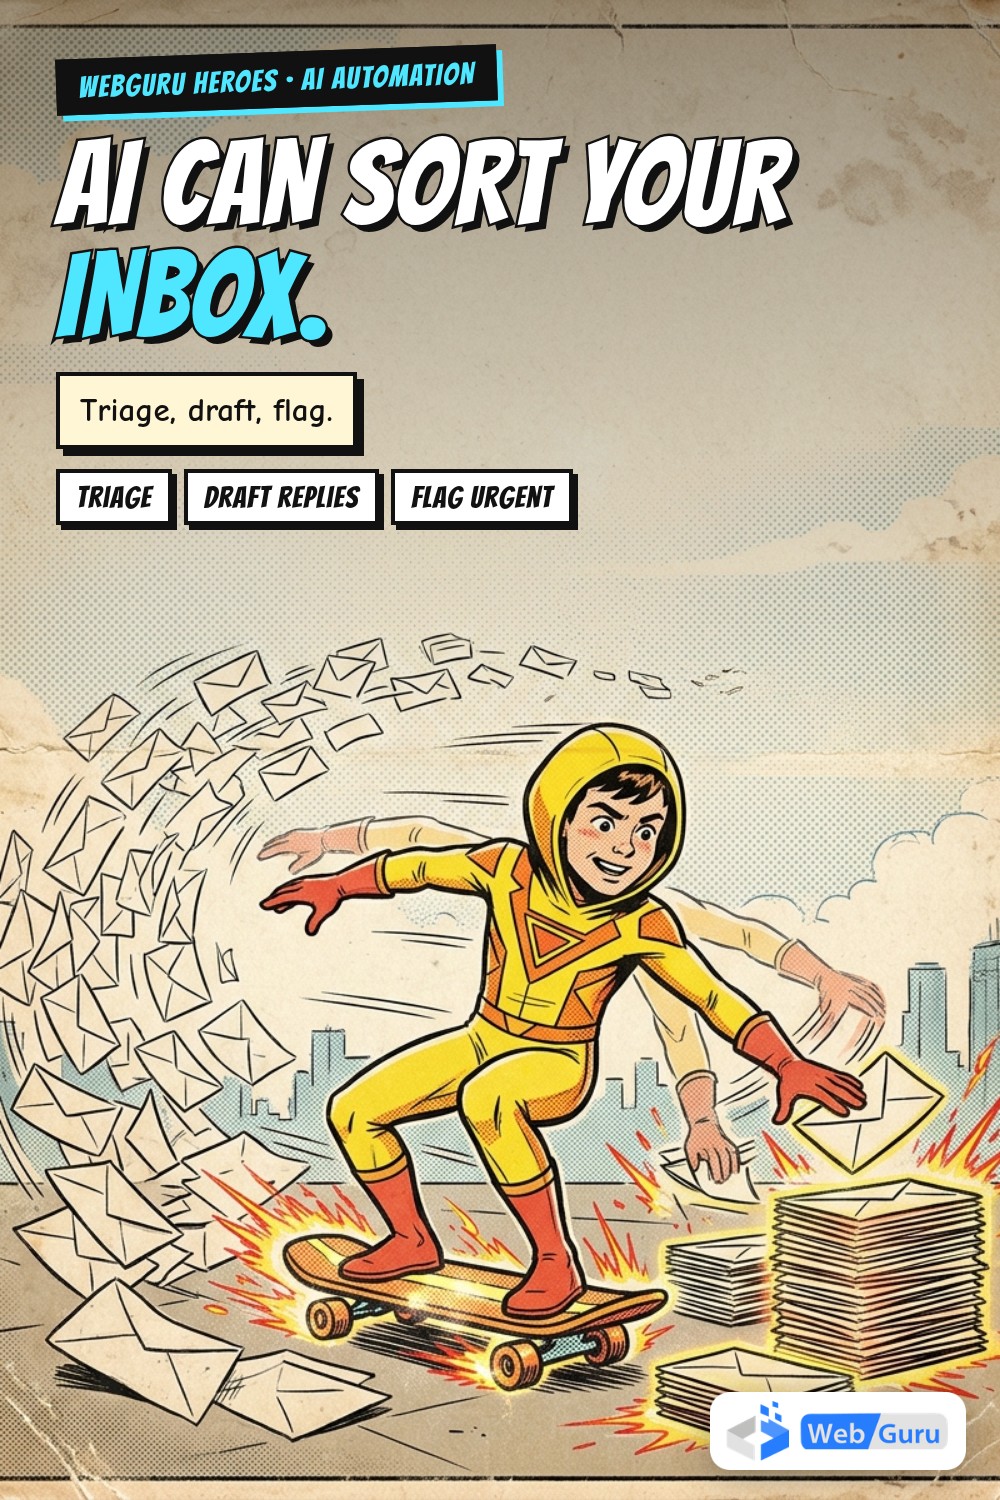 WEBGURU HEROES · AI AUTOMATION
AI CAN SORT YOUR
INBOX.
Triage, draft, flag.
TRIAGE
DRAFT REPLIES
FLAG URGENT
Web Guru